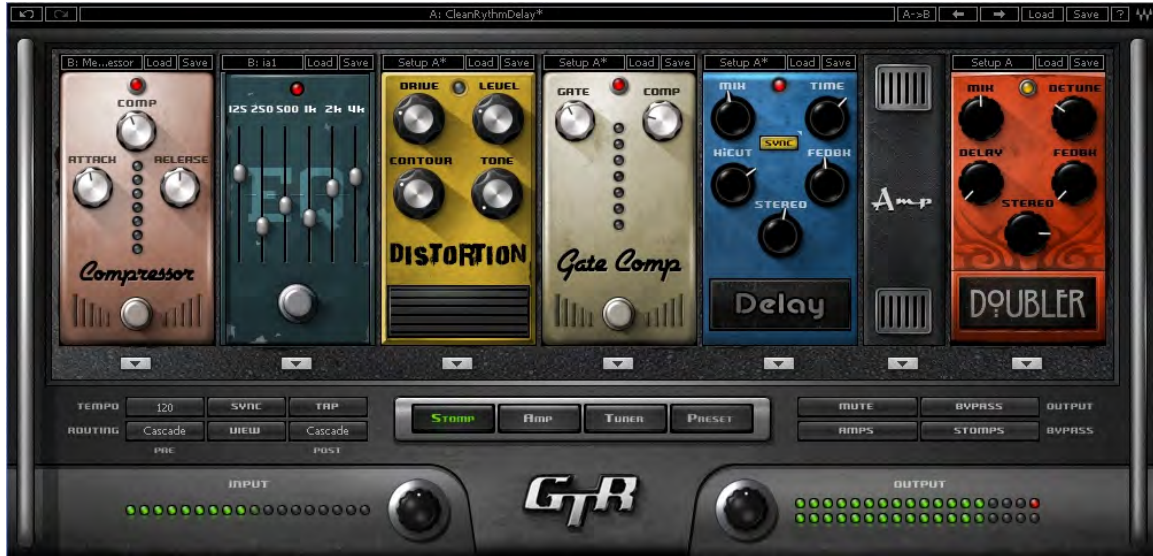 A: CleanRythmDelay* A->B Load Save ?
B: Me...essor Load Save B: ia1 Load Save Setup A* Load Save Setup A* Load Save Setup A* Load Save Setup A Load Save
COMP ATTACK RELEASE
Compressor
125 250 500 1k 2k 4k
EQ
DRIVE LEVEL
CONTOUR TONE
DISTORTION
GATE COMP
Gate Comp
MIX TIME
SYNC
HiCUT FEDBK
STEREO
Delay
Amp
MIX DETUNE
DELAY FEDBK
STEREO
DOUBLER
TEMPO 120 SYNC TAP
ROUTING Cascade VIEW Cascade
PRE POST
STOMP AMP TUNER PRESET
MUTE BYPASS OUTPUT
AMPS STOMPS BYPASS
INPUT
GTR
OUTPUT